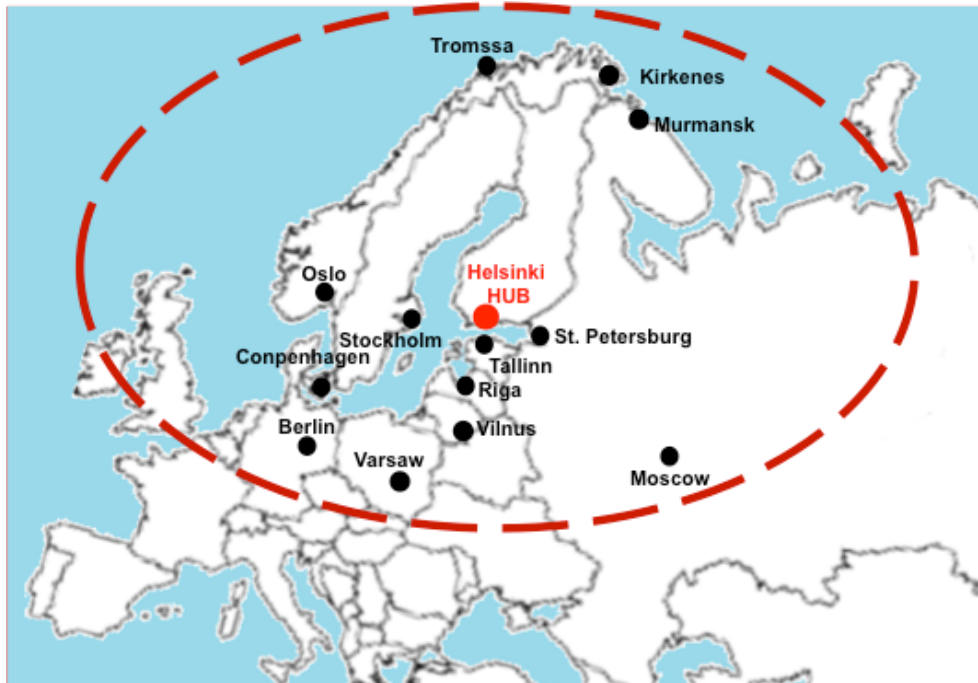 Tromssa
Kirkenes
Murmansk
Oslo
Helsinki
HUB
Stockholm
St. Petersburg
Conpenhagen
Tallinn
Riga
Berlin
Vilnus
Varsaw
Moscow